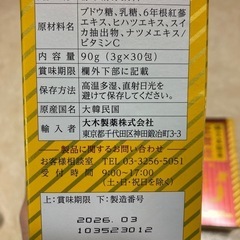 ブドウ糖、乳糖、6年根紅蔘
原材料名 エキス、ヒハツエキス、スイ
カ抽出物、ナツメエキス/
ビタミンC
内容量 90g (3g×30包)
賞味期限 欄外下部に記載
保存方法 高温多湿、直射日光を
避けて保存してください。
原産国名 大韓民国
輸入者 大木製薬株式会社
東京都千代田区神田鍛冶町3-3
製品に関するお問い合わせ
お客様相談室 TEL 03-3256-5051
受付時間 9:00~17:00
(土・日・祝日を除く)
上:賞味期限 下:製造番号
2026.03
103523012